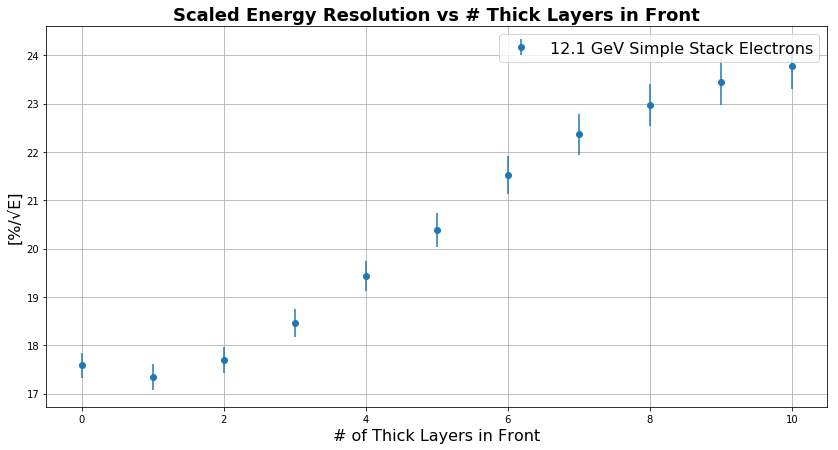 Scaled Energy Resolution vs # Thick Layers in Front
12.1 GeV Simple Stack Electrons
[%/√E]
24
23
22
21
20
19
18
17
0 2 4 6 8 10
# of Thick Layers in Front